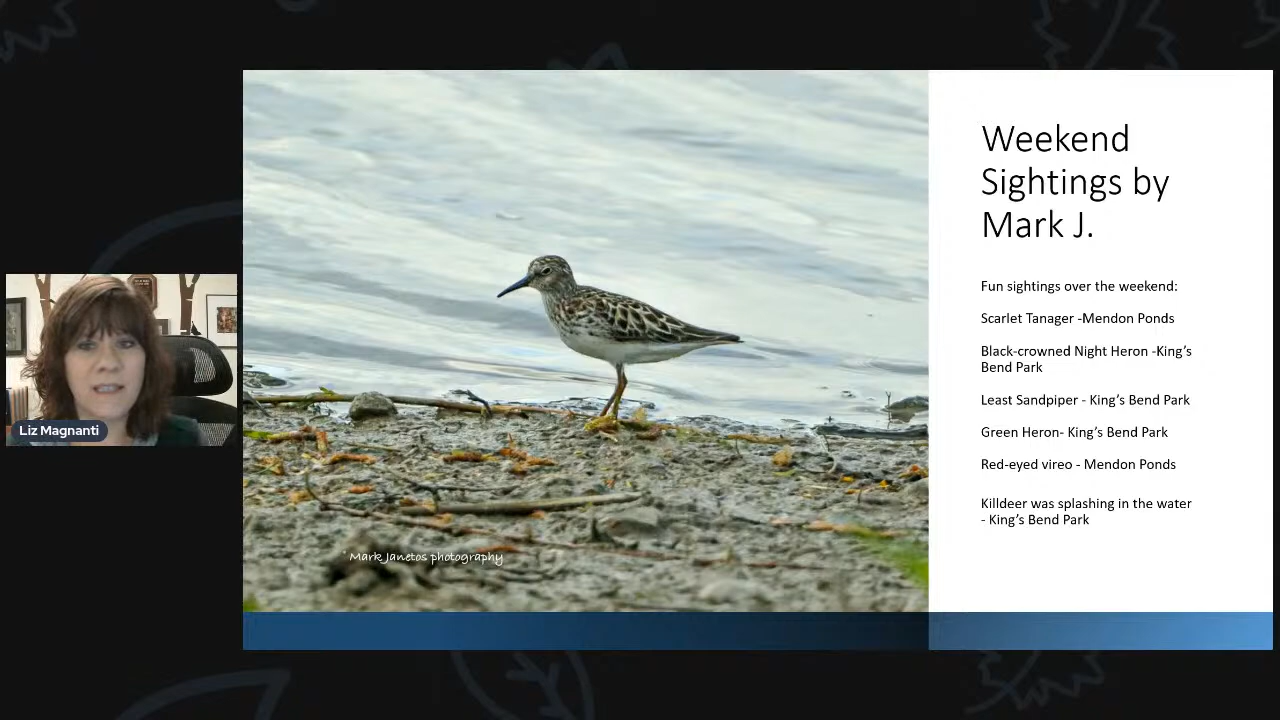 Weekend
Sightings by
Mark J.
Fun sightings over the weekend:
Scarlet Tanager -Mendon Ponds
Black-crowned Night Heron -King's
Bend Park
Least Sandpiper - King's Bend Park
Green Heron- King's Bend Park
Red-eyed vireo - Mendon Ponds
Killdeer was splashing in the water
- King's Bend Park
Liz Magnanti
Mark Janetos photography